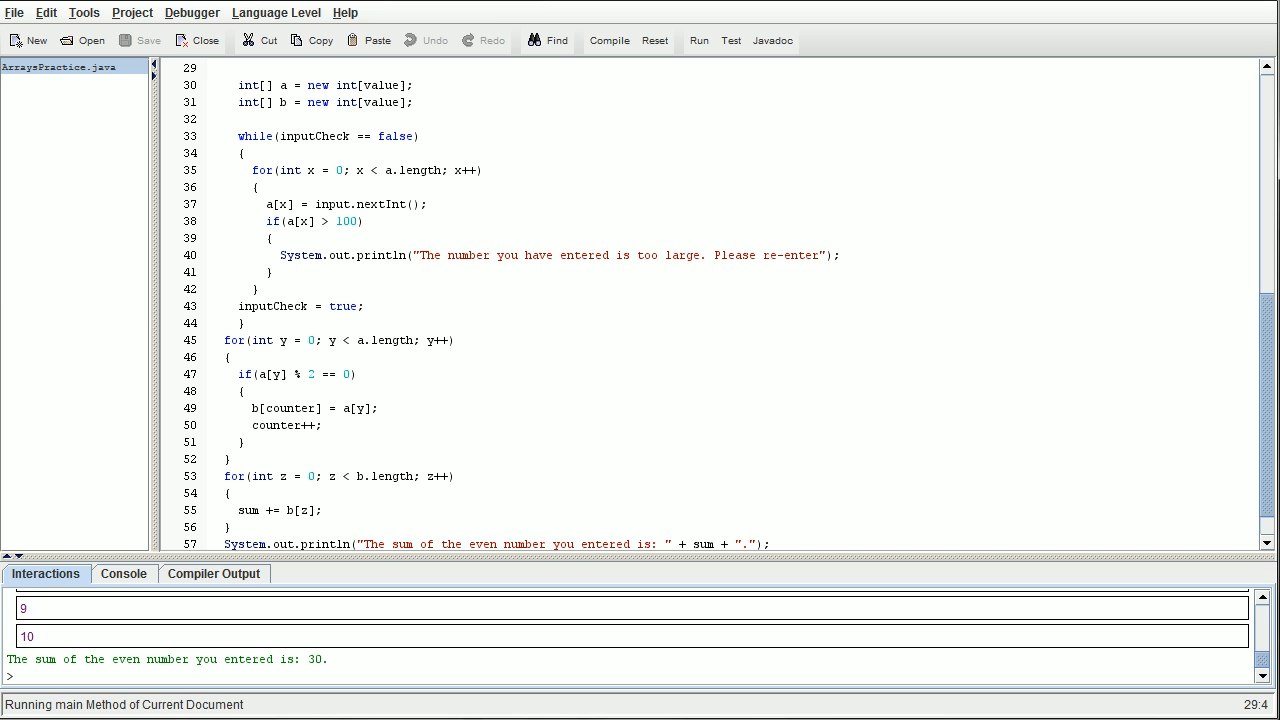 File Edit Tools Project Debugger Language Level Help
New Open Save Close Cut Copy Paste Undo Redo Find Compile Reset Run Test Javadoc
ArraysPractice.java
29
30 int[] a = new int[value];
31 int[] b = new int[value];
32
33 while(inputCheck == false)
34 {
35 for(int x = 0; x < a.length; x++)
36 {
37 a[x] = input.nextInt();
38 if(a[x] > 100)
39 {
40 System.out.println("The number you have entered is too large. Please re-enter");
41 }
42 }
43 inputCheck = true;
44 }
45 for(int y = 0; y < a.length; y++)
46 {
47 if(a[y] % 2 == 0)
48 {
49 b[counter] = a[y];
50 counter++;
51 }
52 }
53 for(int z = 0; z < b.length; z++)
54 {
55 sum += b[z];
56 }
57 System.out.println("The sum of the even number you entered is: " + sum + ".");
Interactions Console Compiler Output
9
10
The sum of the even number you entered is: 30.
>
Running main Method of Current Document 29:4